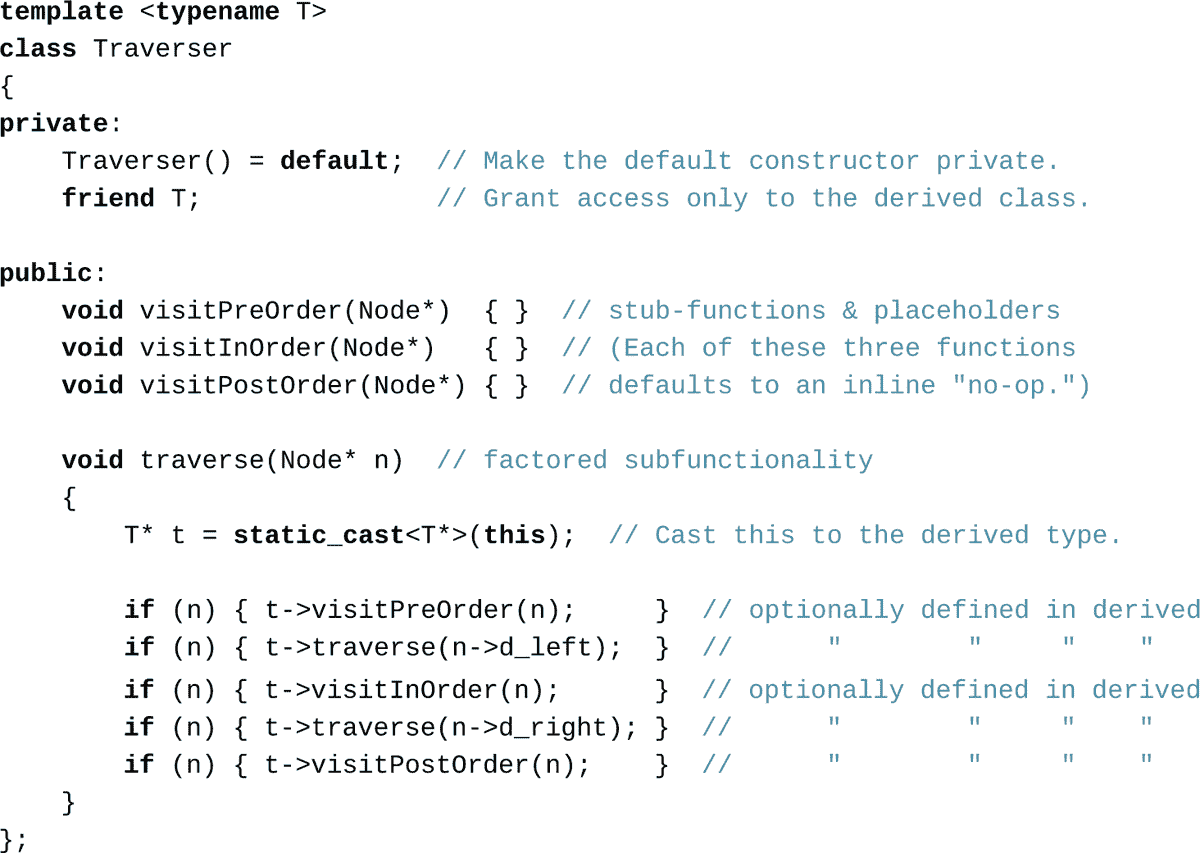 template <typename T>
class Traverser
{
private:
    Traverser() = default;  // Make the default constructor private.
    friend T;               // Grant access only to the derived class.

public:
    void visitPreOrder(Node*)  { }  // stub-functions & placeholders
    void visitInOrder(Node*)   { }  // (Each of these three functions
    void visitPostOrder(Node*) { }  // defaults to an inline "no-op.")

    void traverse(Node* n)  // factored subfunctionality
    {
        T* t = static_cast<T*>(this);  // Cast this to the derived type.

        if (n) { t->visitPreOrder(n);     }  // optionally defined in derived
        if (n) { t->traverse(n->d_left);  }  //      "        "     "    "
        if (n) { t->visitInOrder(n);      }  // optionally defined in derived
        if (n) { t->traverse(n->d_right); }  //      "        "     "    "
        if (n) { t->visitPostOrder(n);    }  //      "        "     "    "
    }
};